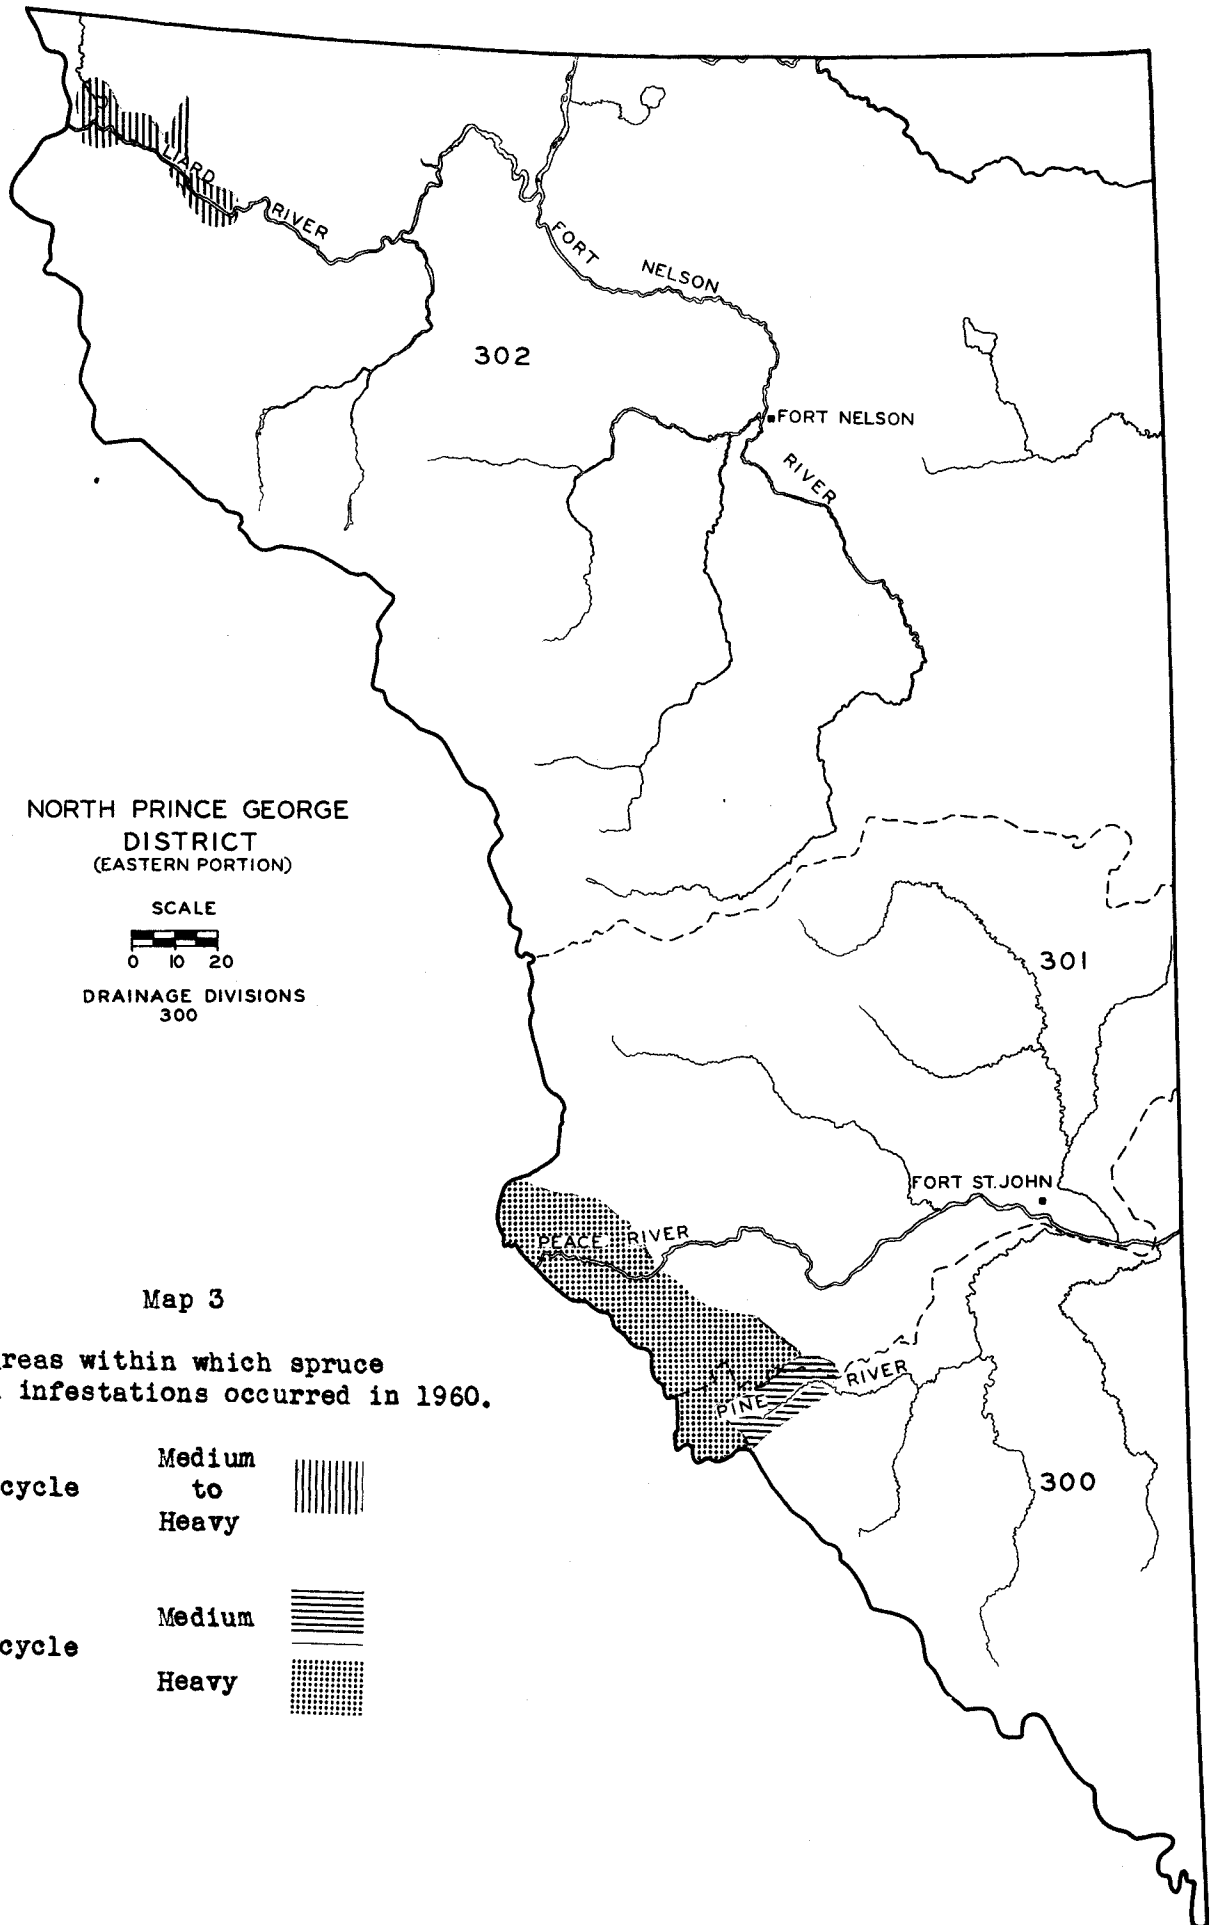 LIARD
RIVER
FORT
NELSON
302
FORT NELSON
RIVER
NORTH PRINCE GEORGE
DISTRICT
(EASTERN PORTION)
SCALE
0 10 20
DRAINAGE DIVISIONS
300
301
FORT ST. JOHN
PEACE RIVER
Map 3
reas within which spruce
infestations occurred in 1960.
PINE
RIVER
300
cycle
Medium
to
Heavy
cycle
Medium
Heavy